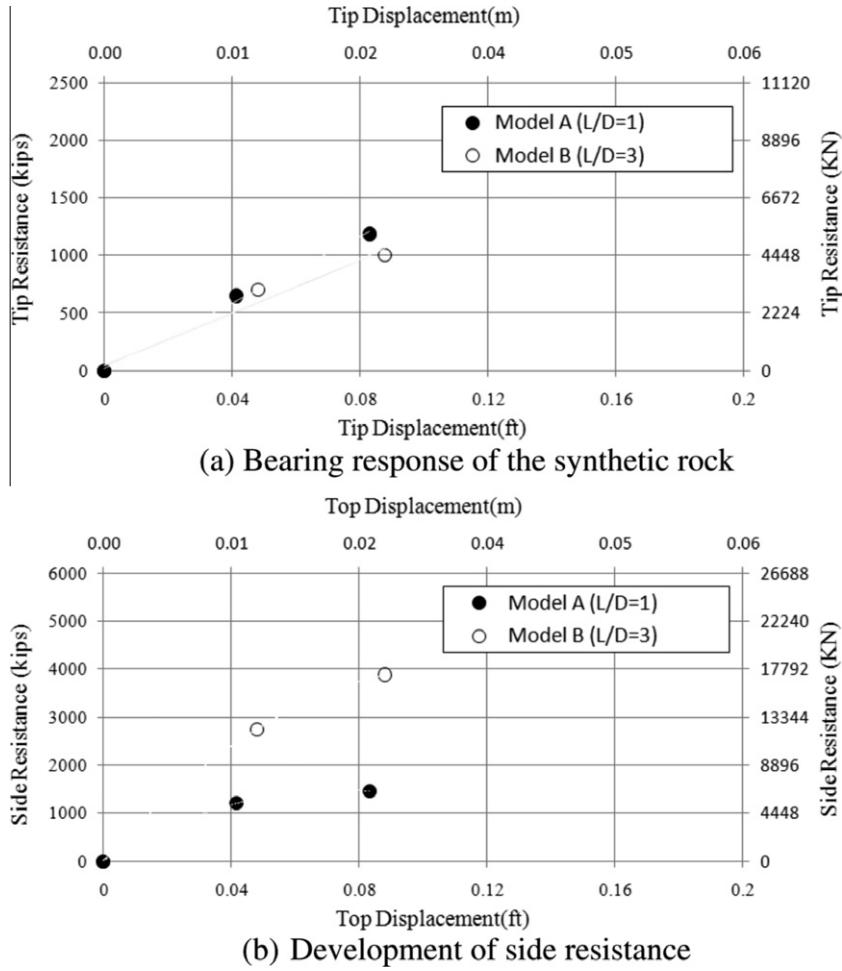 Tip Displacement(m)
0.00 0.01 0.02 0.04 0.05 0.06
2500 11120
Model A (L/D=1)
2000 8896
Model B (L/D=3)
1500 6672
1000 4448
500 2224
0 0
Tip Resistance (kips)
Tip Resistance (KN)
0 0.04 0.08 0.12 0.16 0.2
Tip Displacement(ft)
(a) Bearing response of the synthetic rock
Top Displacement(m)
0.00 0.01 0.02 0.04 0.05 0.06
6000 26688
Model A (L/D=1)
5000 22240
Model B (L/D=3)
4000 17792
3000 13344
2000 8896
1000 4448
0 0
Side Resistance (kips)
Side Resistance (KN)
0 0.04 0.08 0.12 0.16 0.2
Top Displacement(ft)
(b) Development of side resistance